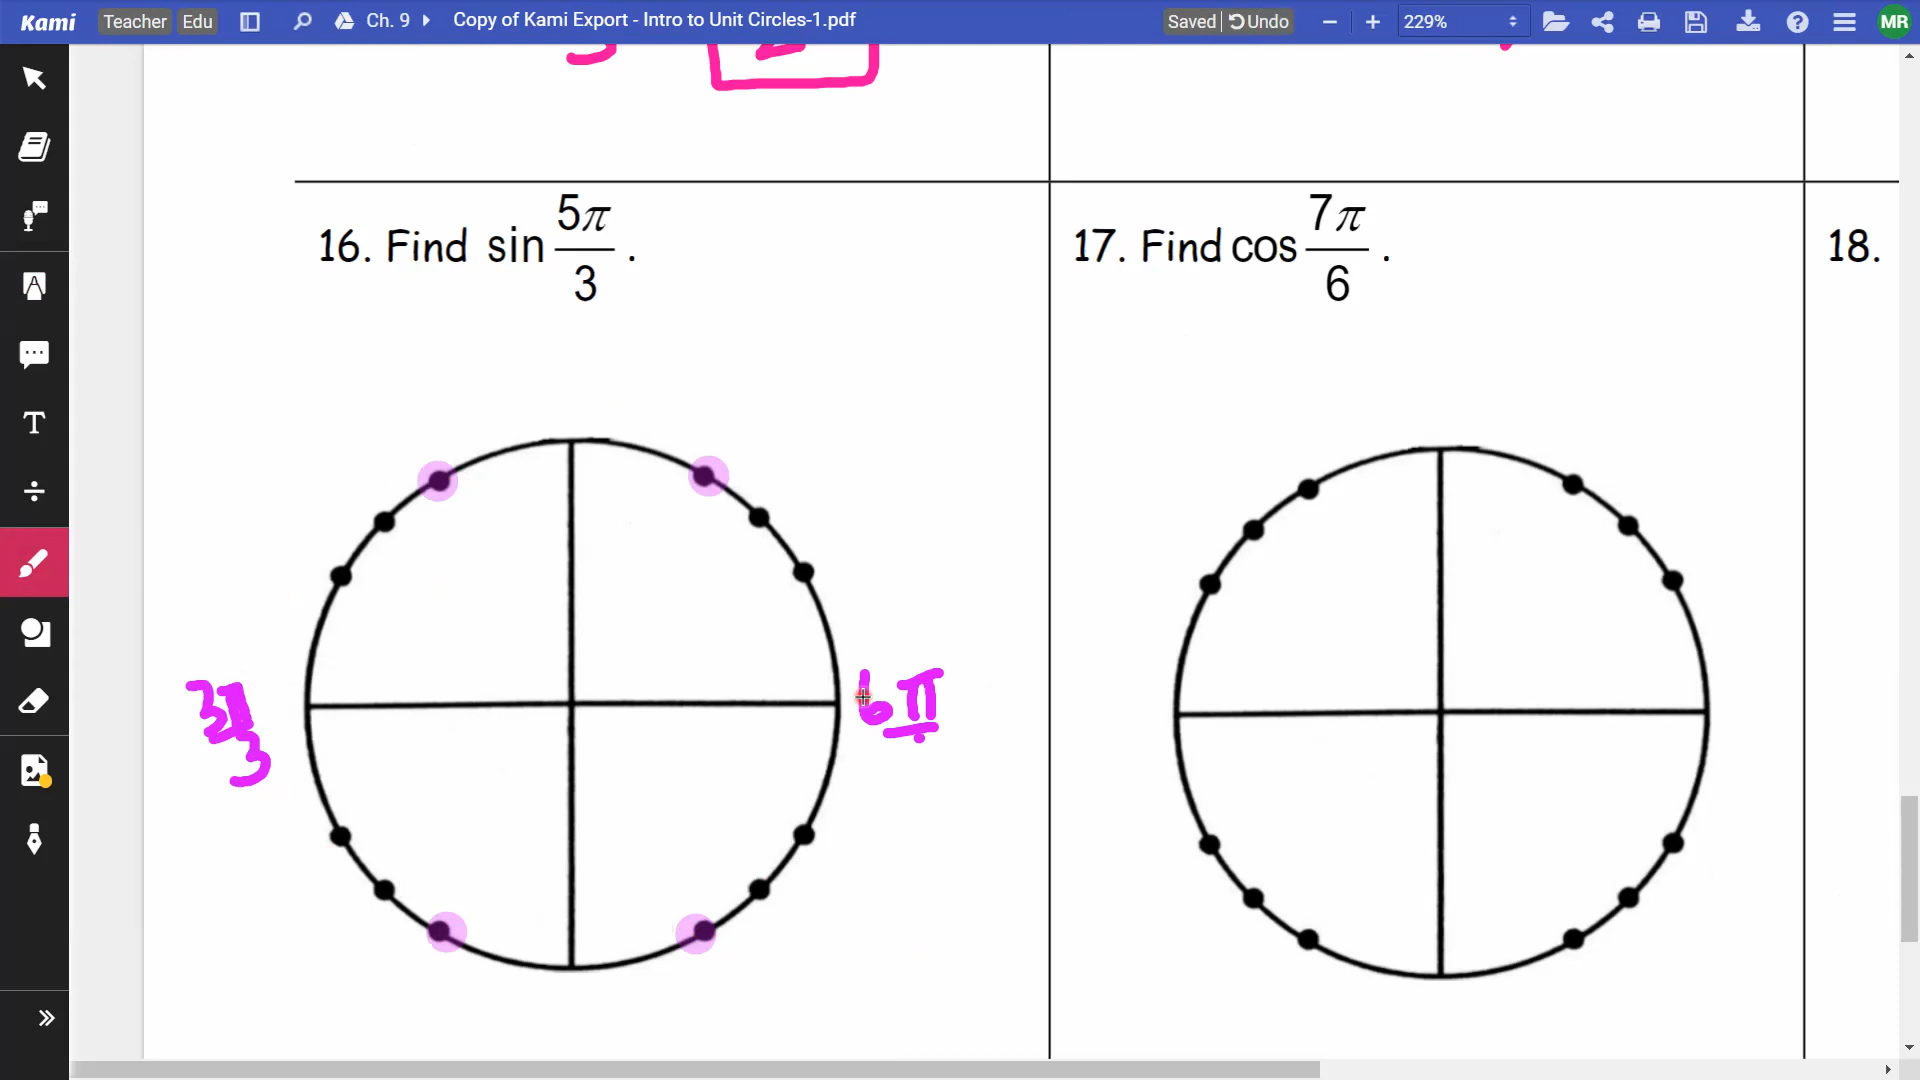 Kami Teacher Edu Ch. 9 Copy of Kami Export - Intro to Unit Circles-1.pdf Saved Undo 229% MR
16. Find sin 5π/3 .
17. Find cos 7π/6 .
18.
3π/3
6π